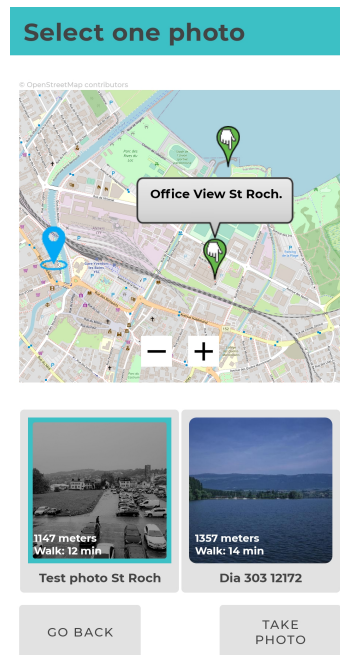 Select one photo
© OpenStreetMap contributors
Office View St Roch.
− +
1147 meters
Walk: 12 min
1357 meters
Walk: 14 min
Test photo St Roch
Dia 303 12172
GO BACK
TAKE
PHOTO